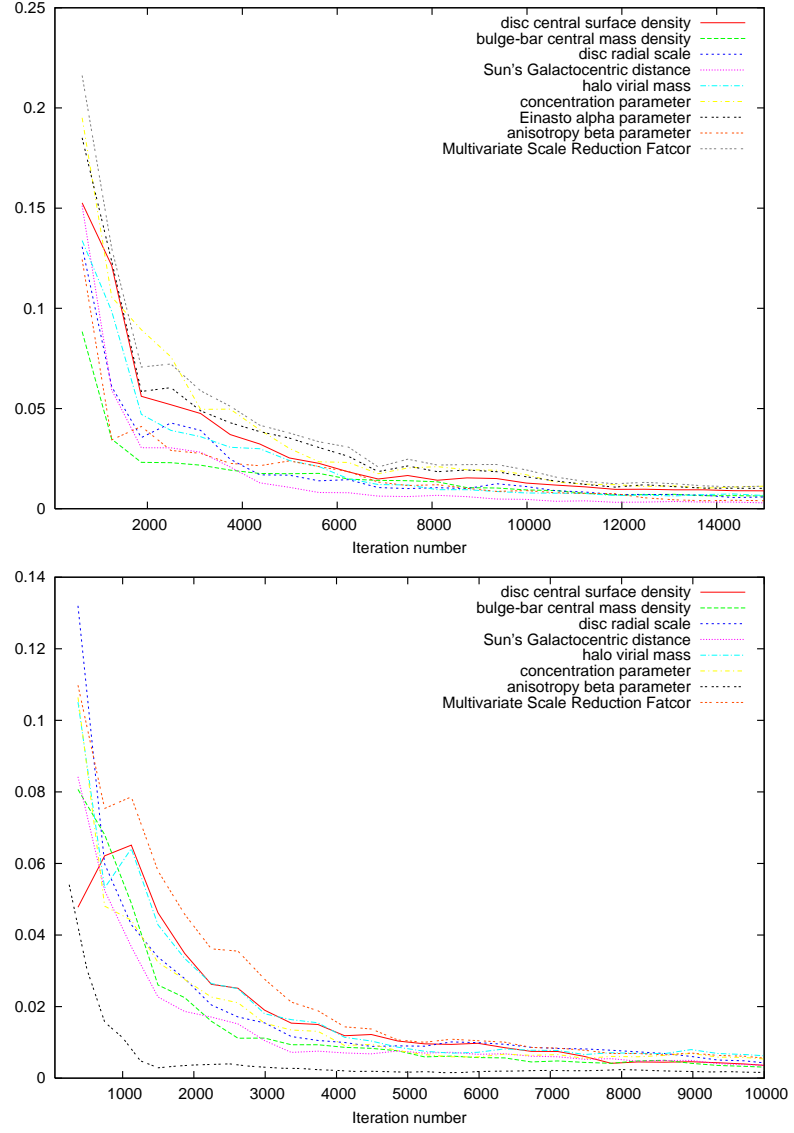 0.25
0.2
0.15
0.1
0.05
0
disc central surface density
bulge-bar central mass density
disc radial scale
Sun's Galactocentric distance
halo virial mass
concentration parameter
Einasto alpha parameter
anisotropy beta parameter
Multivariate Scale Reduction Fatcor
2000 4000 6000 8000 10000 12000 14000
Iteration number
0.14
0.12
0.1
0.08
0.06
0.04
0.02
0
disc central surface density
bulge-bar central mass density
disc radial scale
Sun's Galactocentric distance
halo virial mass
concentration parameter
anisotropy beta parameter
Multivariate Scale Reduction Fatcor
1000 2000 3000 4000 5000 6000 7000 8000 9000 10000
Iteration number